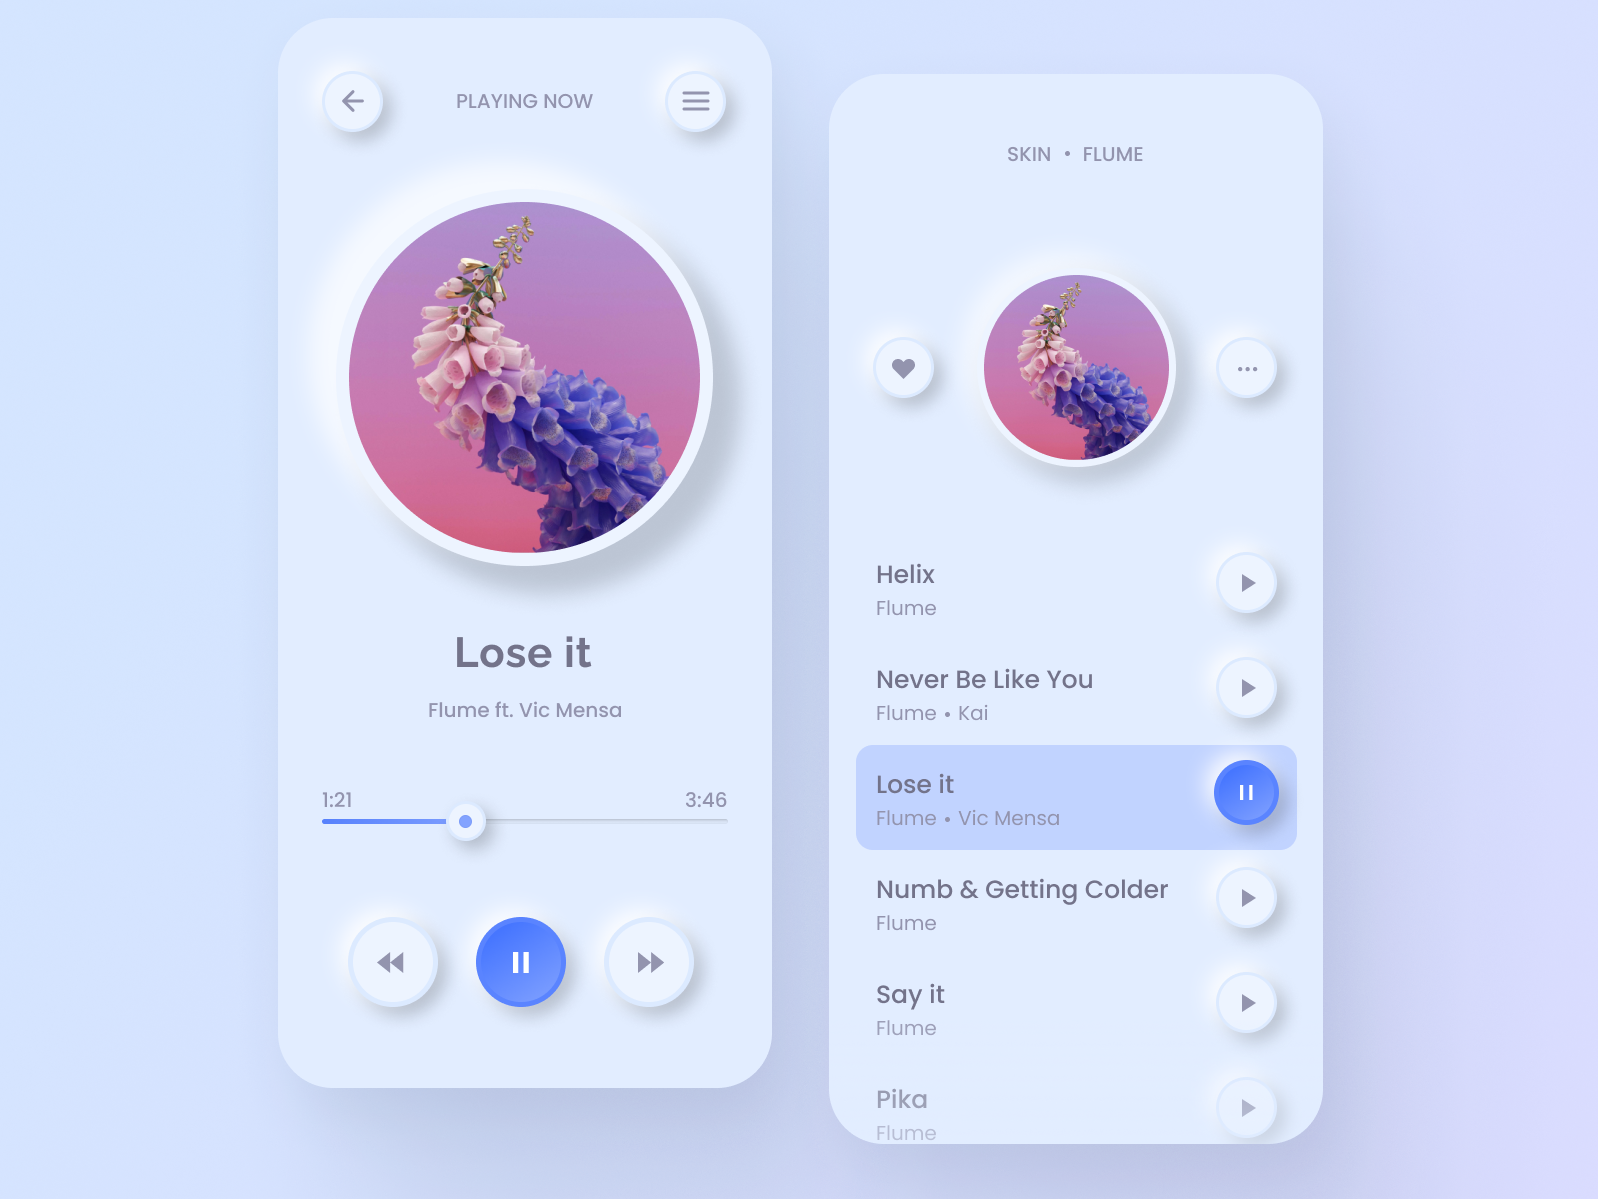 PLAYING NOW
Lose it
Flume ft. Vic Mensa
1:21
3:46
SKIN • FLUME
Helix
Flume
Never Be Like You
Flume • Kai
Lose it
Flume • Vic Mensa
Numb & Getting Colder
Flume
Say it
Flume
Pika
Flume